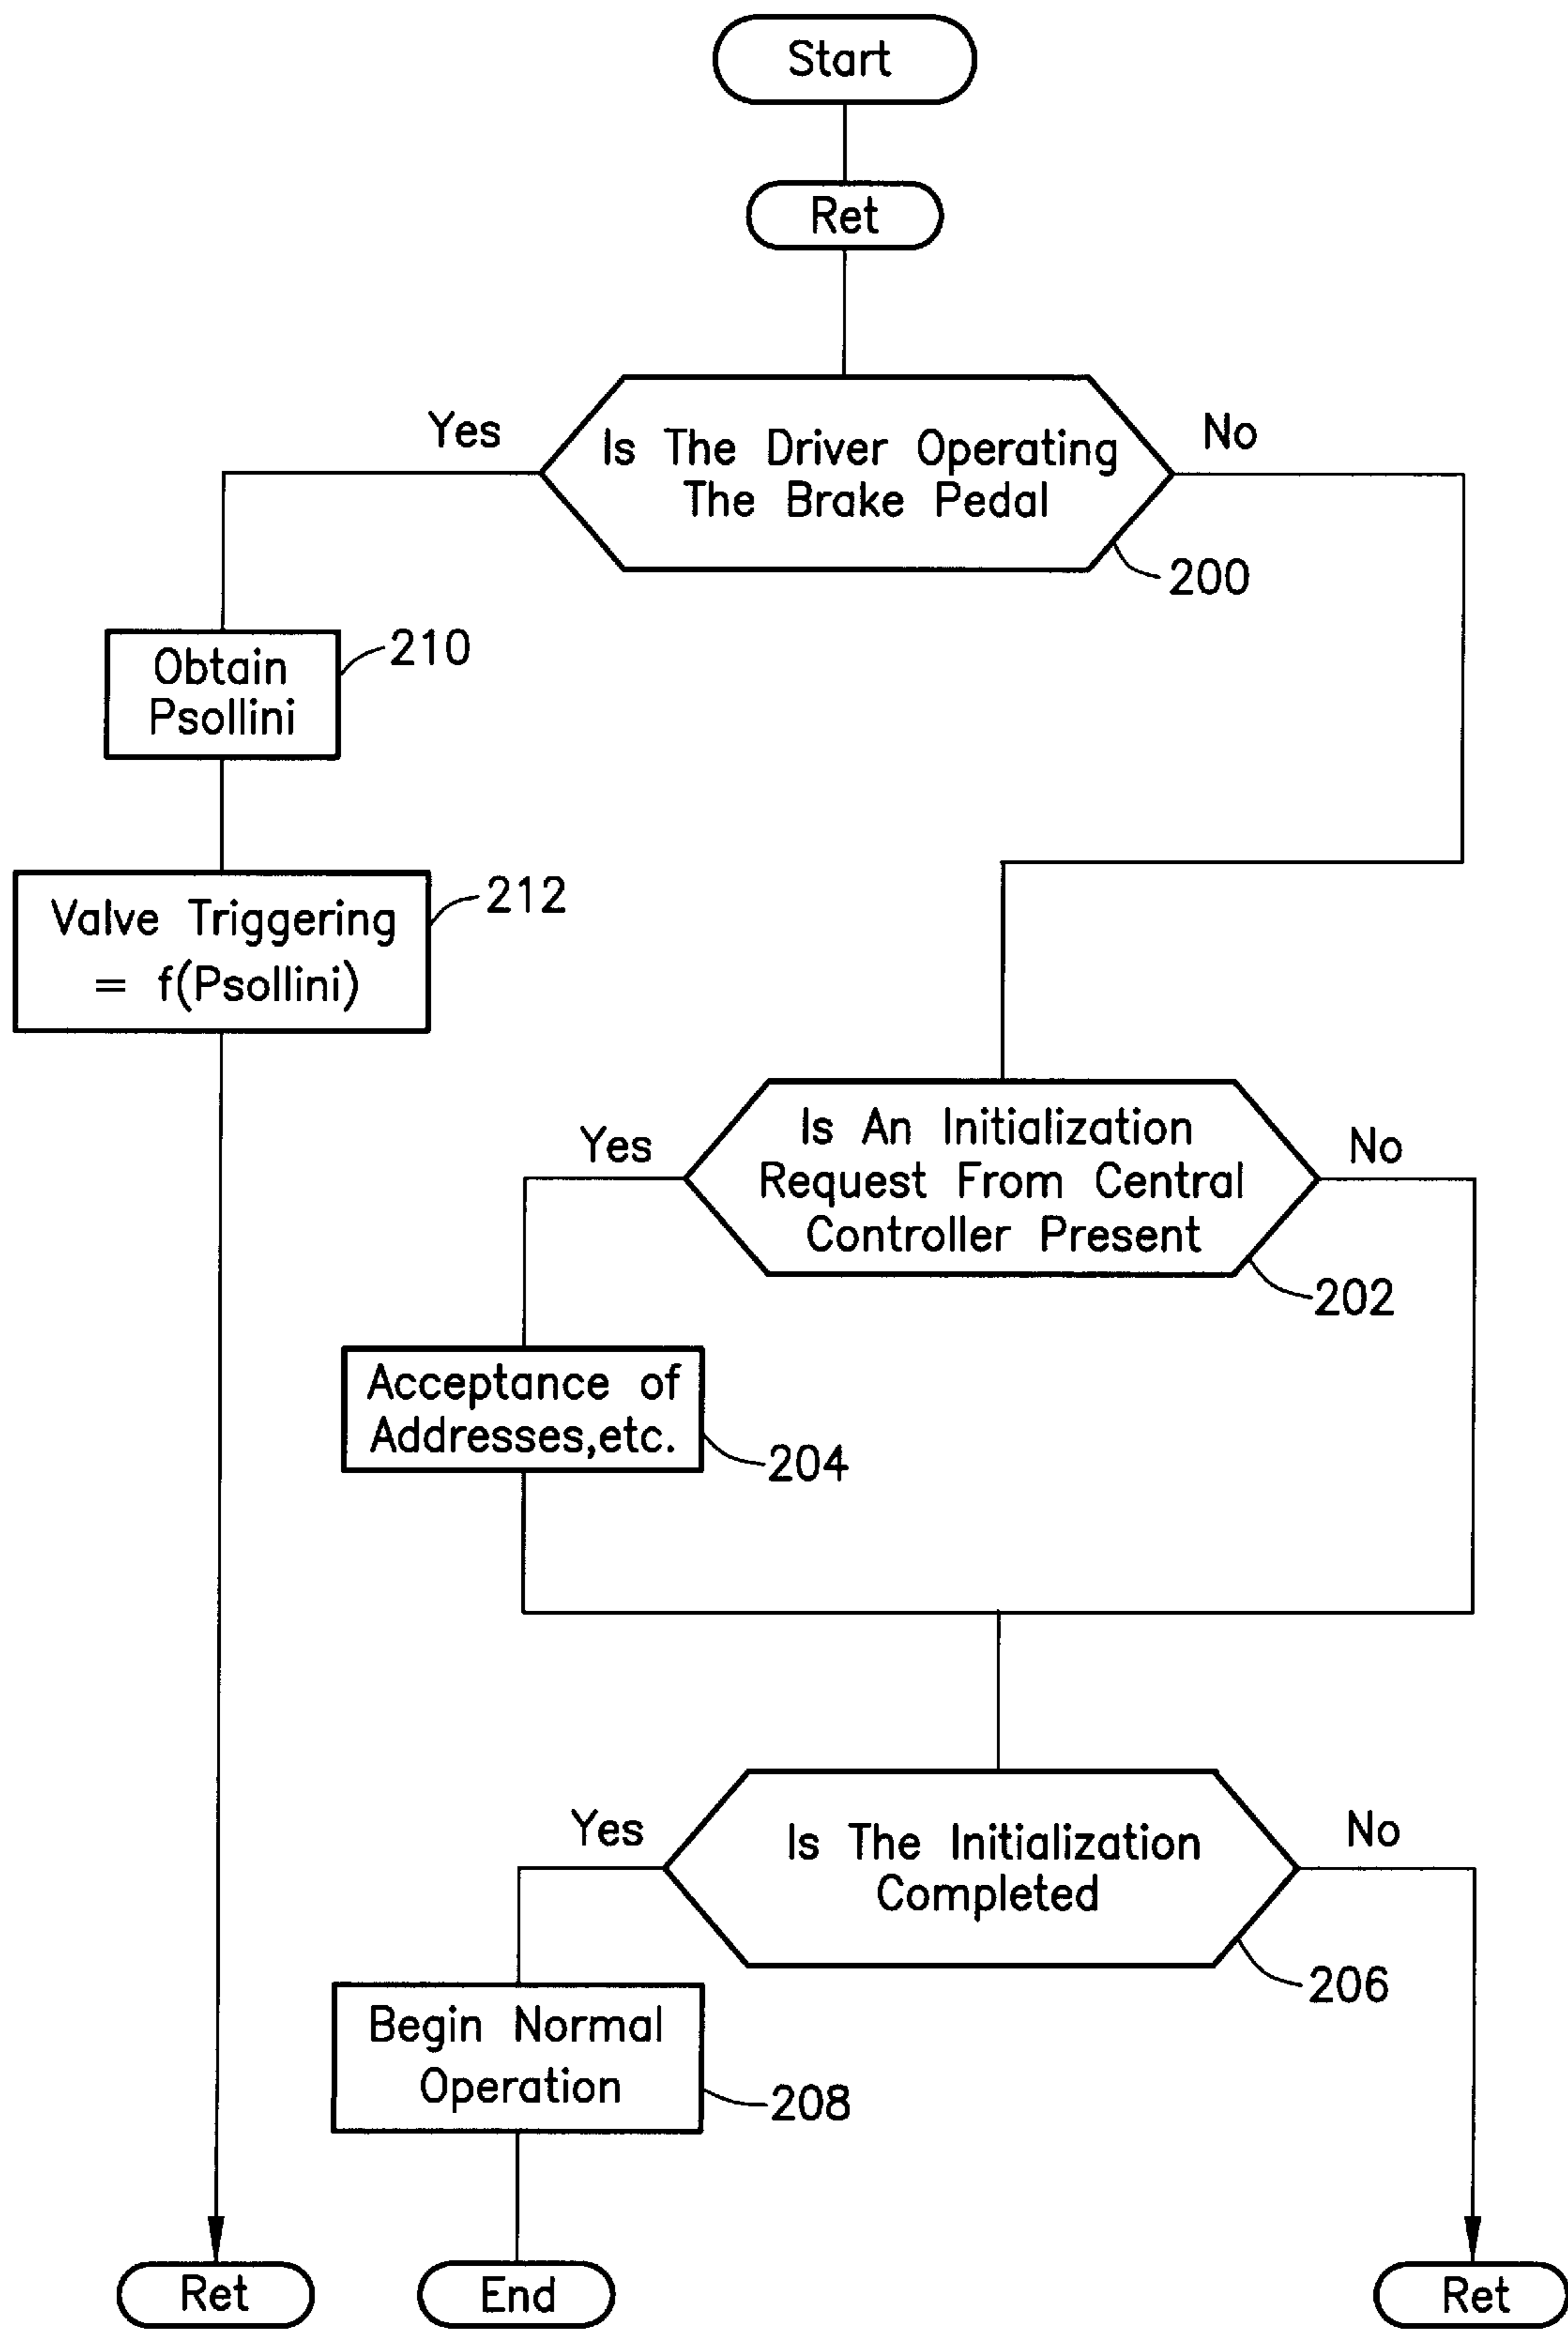 Start
Ret
Yes
Is The Driver Operating
The Brake Pedal
No
200
Obtain
Psollini
210
Valve Triggering
= f(Psollini)
212
Yes
Is An Initialization
Request From Central
Controller Present
No
202
Acceptance of
Addresses,etc.
204
Yes
Is The Initialization
Completed
No
206
Begin Normal
Operation
208
Ret
End
Ret